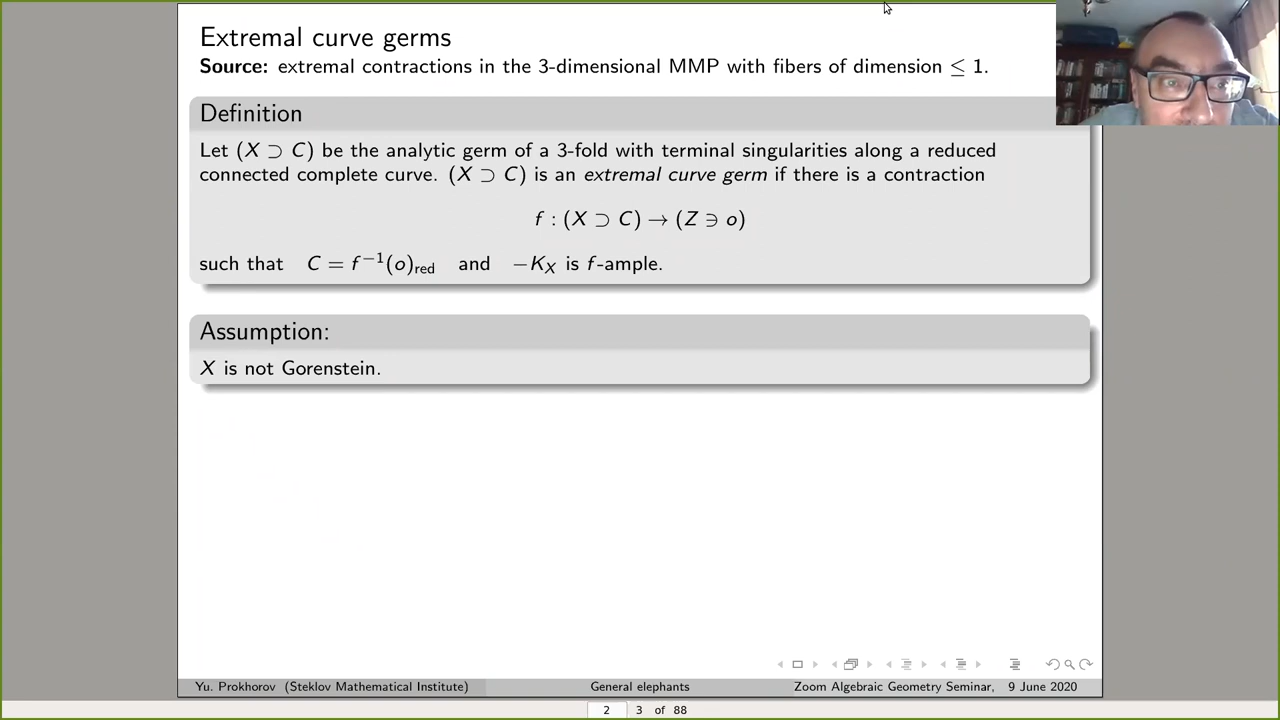 Extremal curve germs
Source: extremal contractions in the 3-dimensional MMP with fibers of dimension ≤ 1.
Definition
Let (X ⊃ C) be the analytic germ of a 3-fold with terminal singularities along a reduced
connected complete curve. (X ⊃ C) is an extremal curve germ if there is a contraction
f : (X ⊃ C) → (Z ∋ o)
such that C = f⁻¹(o)red and −K_X is f-ample.
Assumption:
X is not Gorenstein.
Yu. Prokhorov (Steklov Mathematical Institute) General elephants Zoom Algebraic Geometry Seminar, 9 June 2020
2 3 of 88